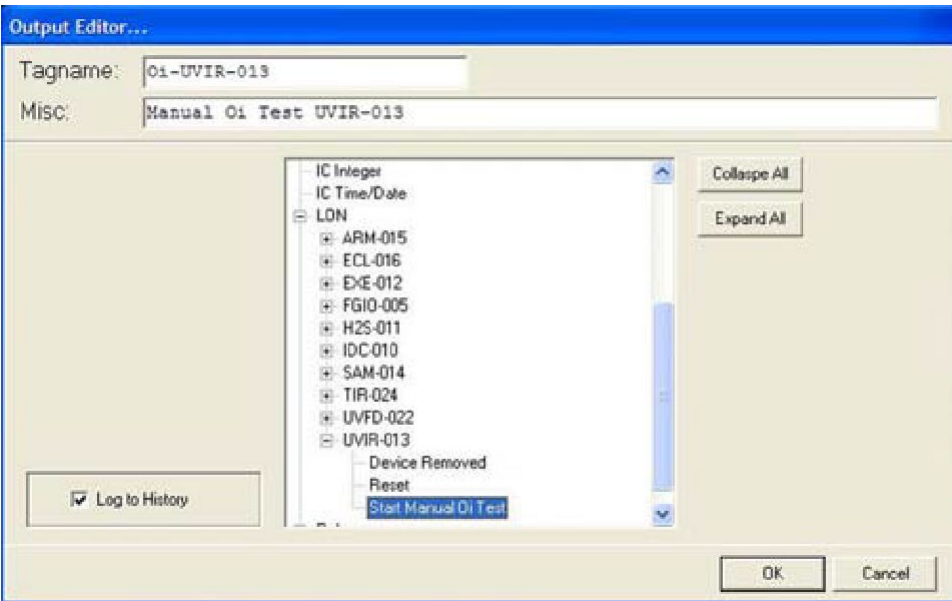 Output Editor...
Tagname: Oi-UVIR-013
Misc: Manual Oi Test UVIR-013
IC Integer
IC Time/Date
LON
ARM-015
ECL-016
EXE-012
FGIO-005
H2S-011
IDC-010
SAM-014
TIR-024
UVFD-022
UVIR-013
Device Removed
Reset
Start Manual Oi Test
Collaspe All
Expand All
Log to History
OK
Cancel